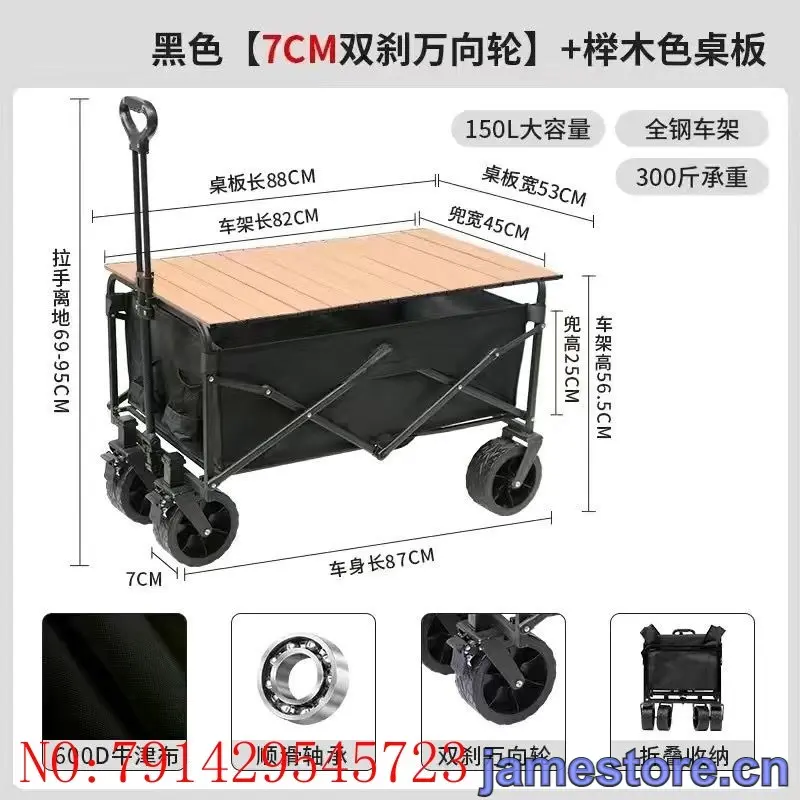 黑色【7CM双刹万向轮】+榉木色桌板
150L大容量
全钢车架
300斤承重
桌板长88CM
桌板宽53CM
车架长82CM
兜宽45CM
拉手离地69-95CM
兜高25CM
车架高56.5CM
7CM
车身长87CM
600D牛津布
顺滑轴承
双刹万向轮
折叠收纳
NO:791429545723
jamestore.cn